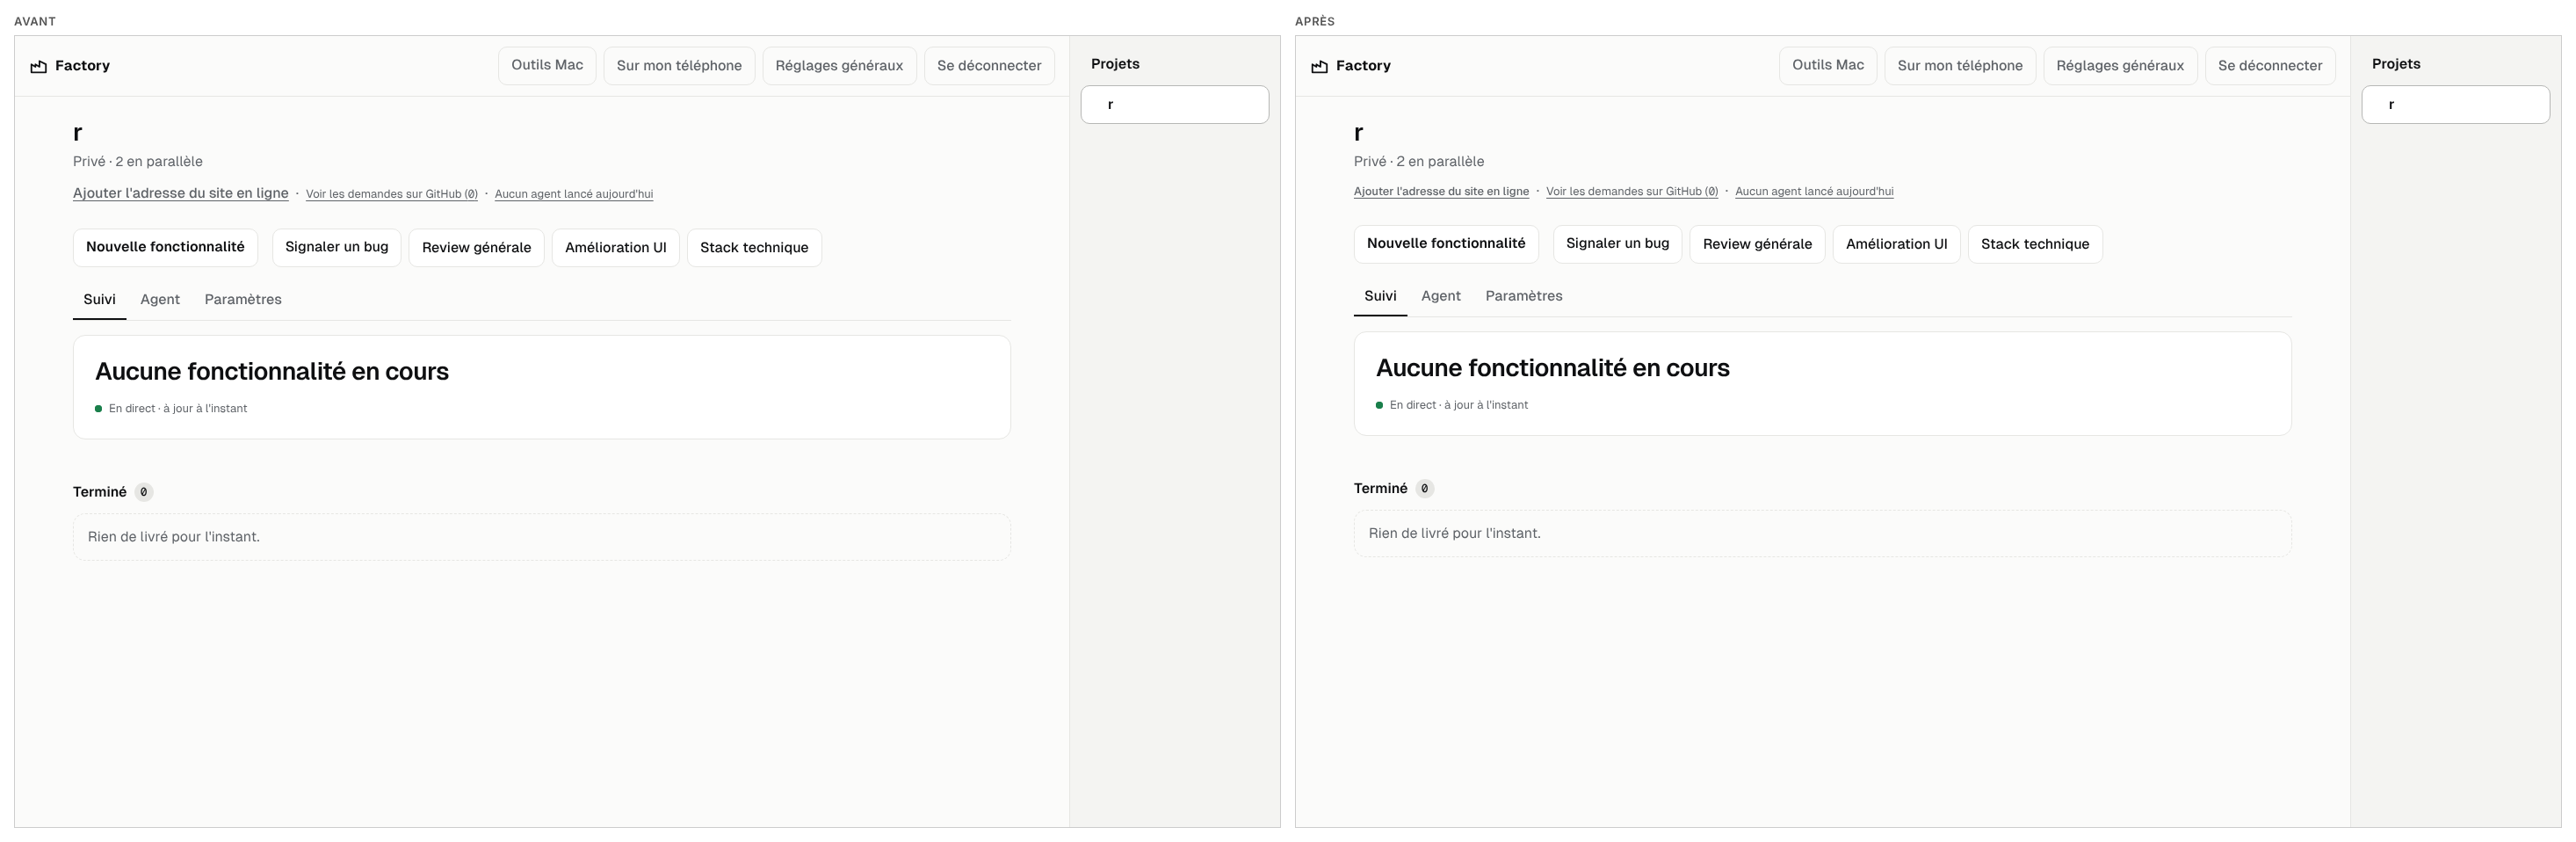 AVANT
Factory
Outils Mac
Sur mon téléphone
Réglages généraux
Se déconnecter
Projets
r
r
Privé · 2 en parallèle
Ajouter l'adresse du site en ligne · Voir les demandes sur GitHub (0) · Aucun agent lancé aujourd'hui
Nouvelle fonctionnalité
Signaler un bug
Review générale
Amélioration UI
Stack technique
Suivi
Agent
Paramètres
Aucune fonctionnalité en cours
En direct · à jour à l'instant
Terminé 0
Rien de livré pour l'instant.
APRÈS
Factory
Outils Mac
Sur mon téléphone
Réglages généraux
Se déconnecter
Projets
r
r
Privé · 2 en parallèle
Ajouter l'adresse du site en ligne · Voir les demandes sur GitHub (0) · Aucun agent lancé aujourd'hui
Nouvelle fonctionnalité
Signaler un bug
Review générale
Amélioration UI
Stack technique
Suivi
Agent
Paramètres
Aucune fonctionnalité en cours
En direct · à jour à l'instant
Terminé 0
Rien de livré pour l'instant.